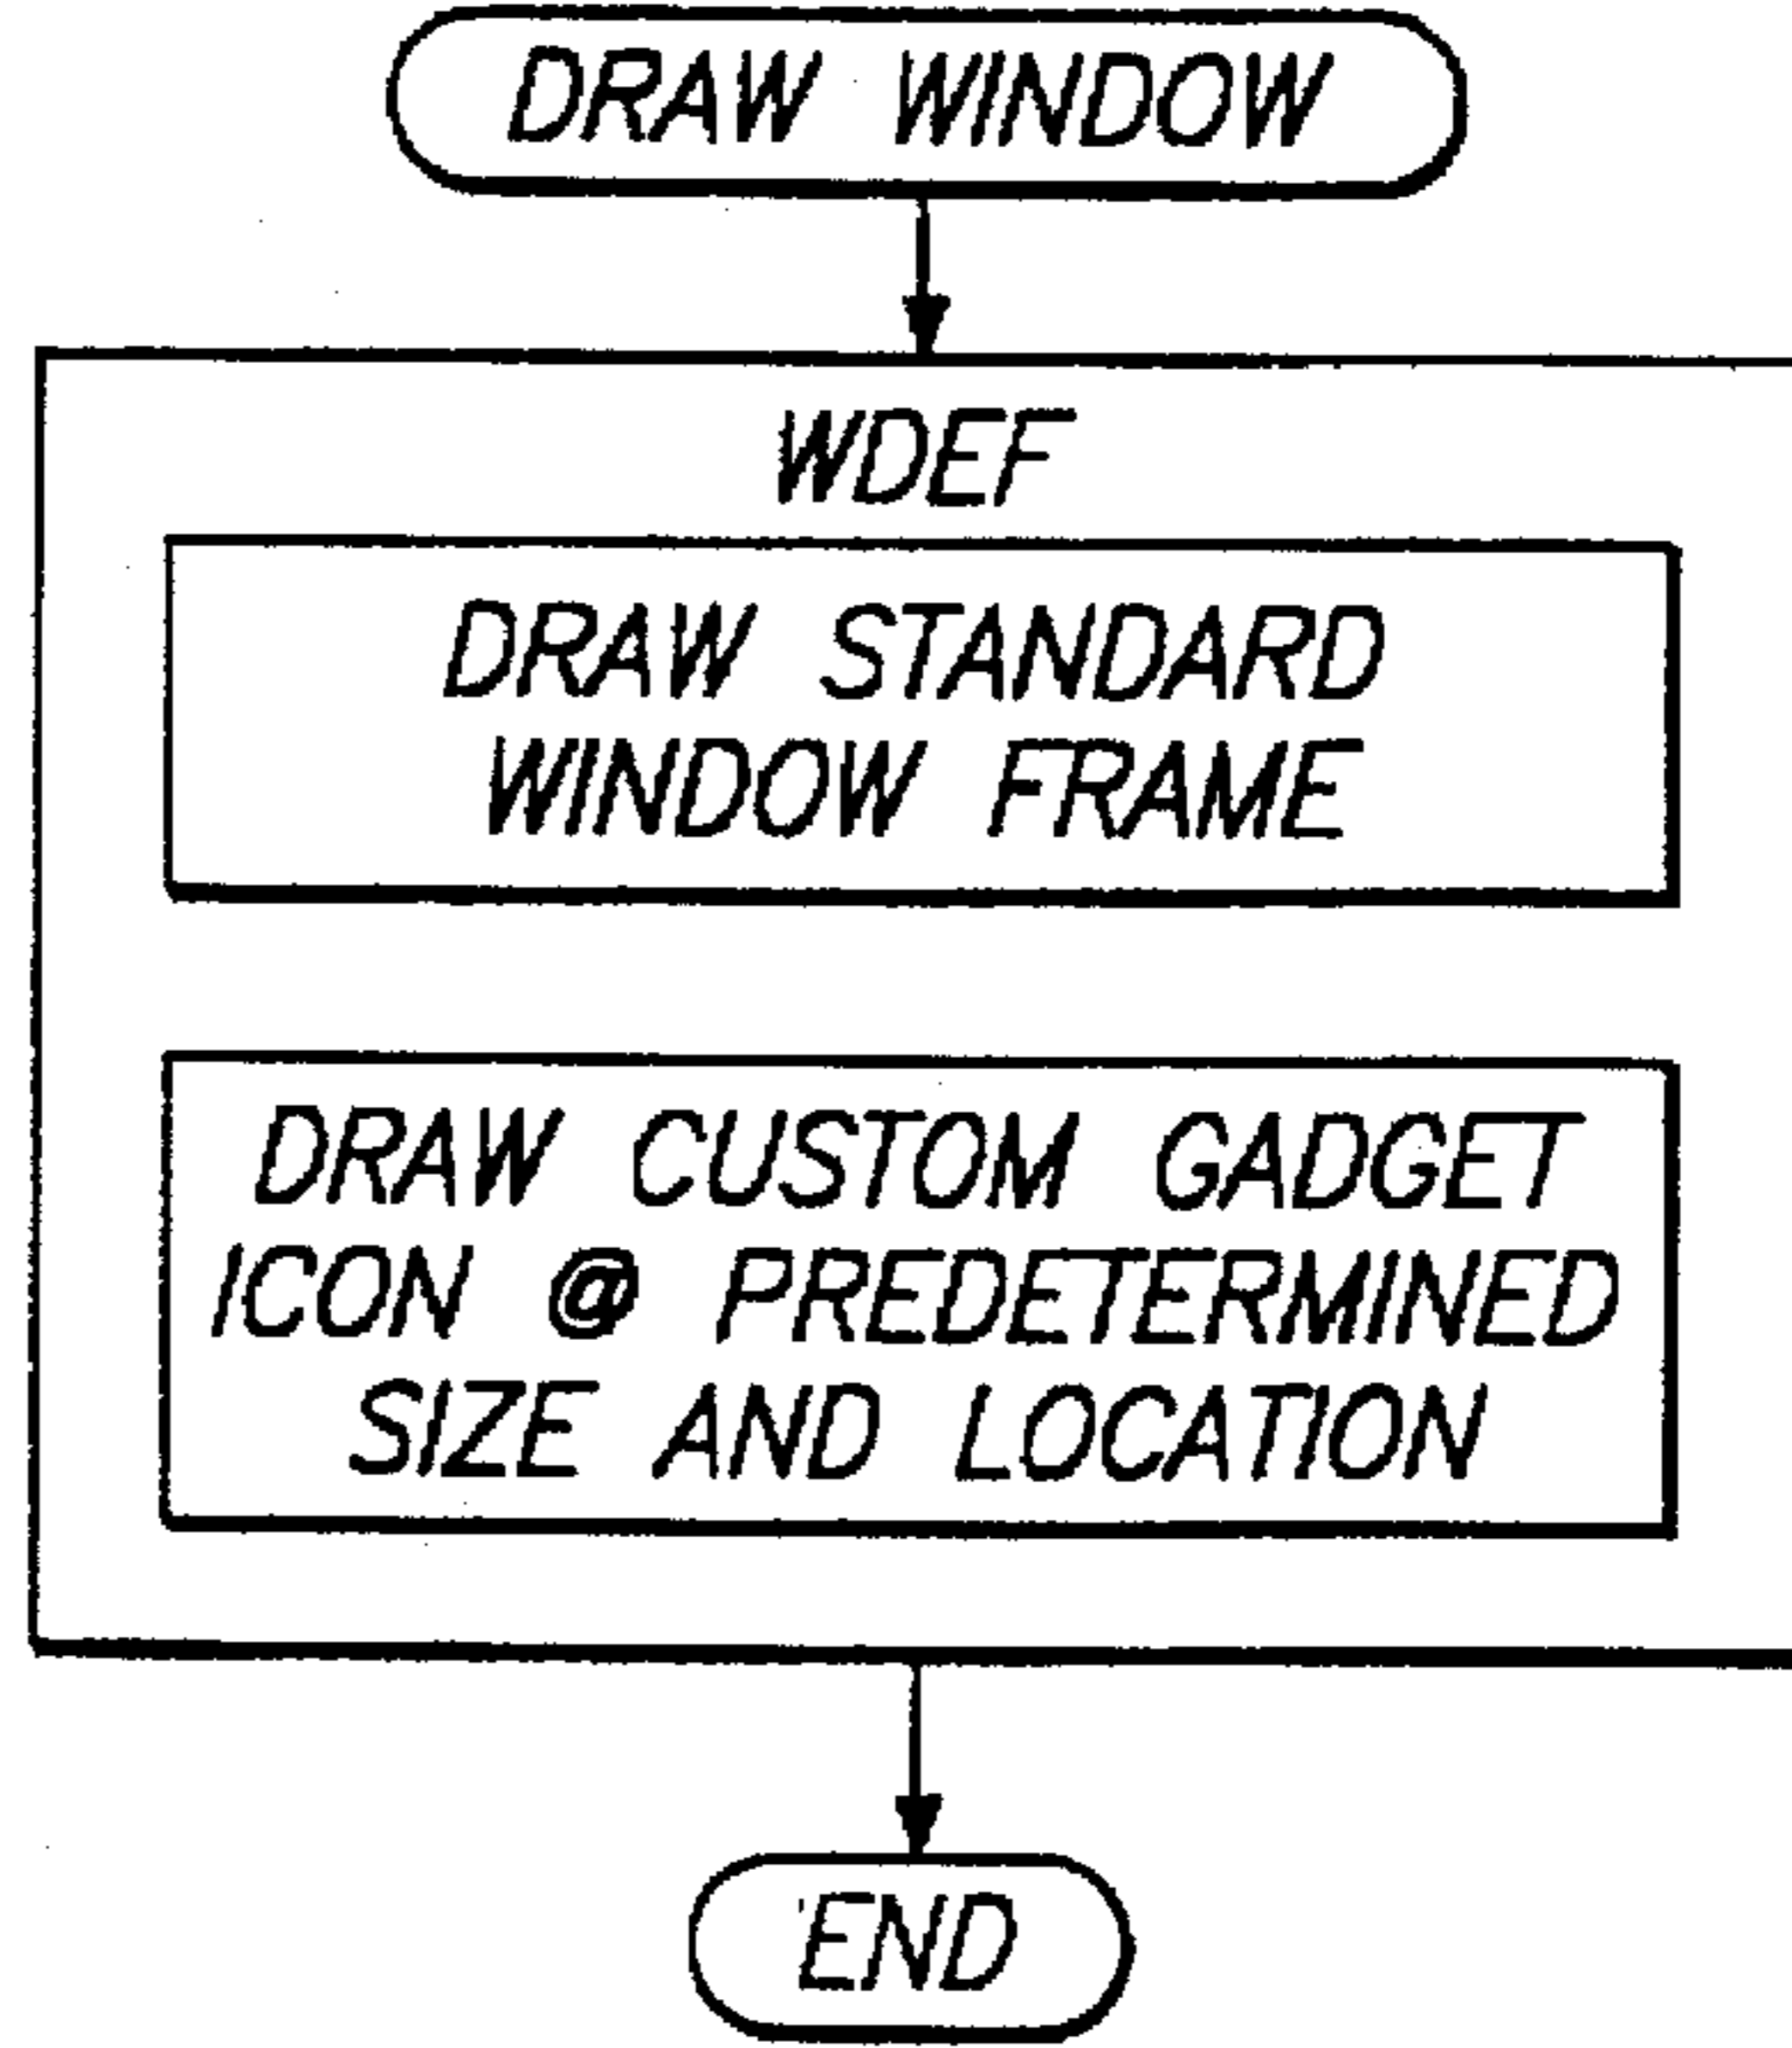 DRAW WINDOW
WDEF
DRAW STANDARD
WINDOW FRAME
DRAW CUSTOM GADGET
ICON @ PREDETERMINED
SIZE AND LOCATION
END